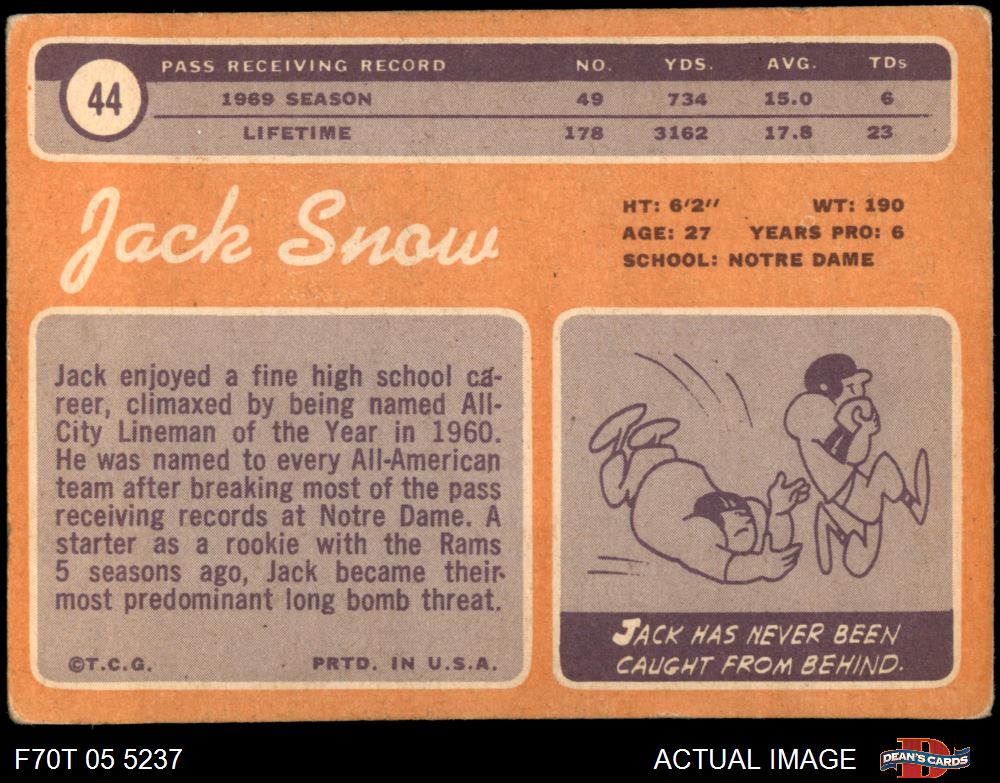 44
PASS RECEIVING RECORD NO. YDS. AVG. TDs
1969 SEASON 49 734 15.0 6
LIFETIME 178 3162 17.8 23
Jack Snow
HT: 6'2" WT: 190
AGE: 27 YEARS PRO: 6
SCHOOL: NOTRE DAME
Jack enjoyed a fine high school ca-
reer, climaxed by being named All-
City Lineman of the Year in 1960.
He was named to every All-American
team after breaking most of the pass
receiving records at Notre Dame. A
starter as a rookie with the Rams
5 seasons ago, Jack became their
most predominant long bomb threat.
©T.C.G. PRTD. IN U.S.A.
JACK HAS NEVER BEEN
CAUGHT FROM BEHIND.
F70T 05 5237 ACTUAL IMAGE DEAN'S CARDS